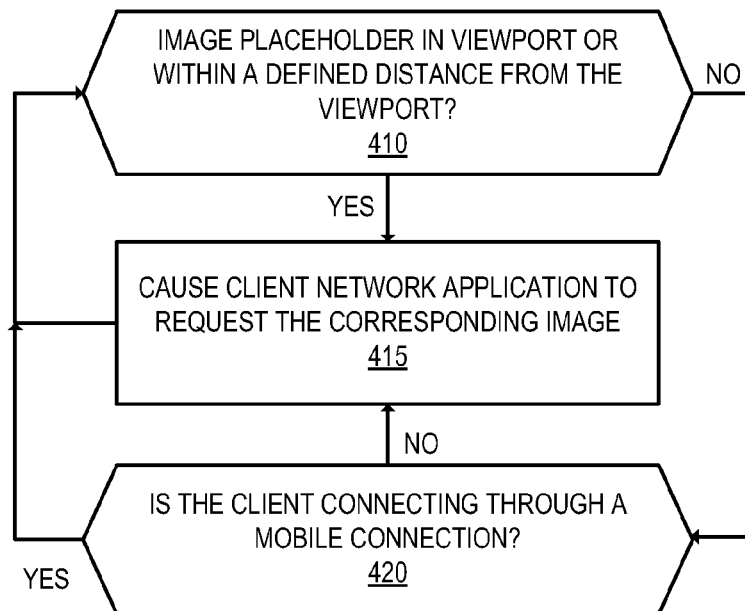 IMAGE PLACEHOLDER IN VIEWPORT OR
WITHIN A DEFINED DISTANCE FROM THE
VIEWPORT?
410
NO
YES
CAUSE CLIENT NETWORK APPLICATION TO
REQUEST THE CORRESPONDING IMAGE
415
NO
IS THE CLIENT CONNECTING THROUGH A
MOBILE CONNECTION?
420
YES